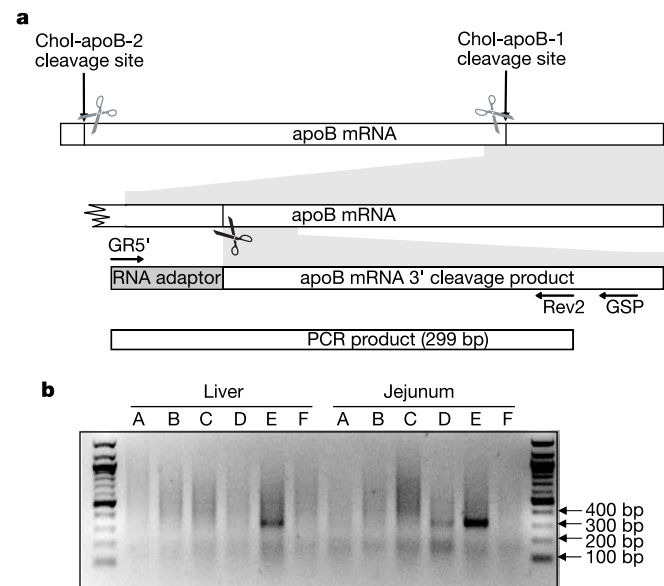 a
Chol-apoB-2
cleavage site
Chol-apoB-1
cleavage site
apoB mRNA
apoB mRNA
GR5'
RNA adaptor
apoB mRNA 3' cleavage product
Rev2
GSP
PCR product (299 bp)
b
Liver
Jejunum
A B C D E F A B C D E F
400 bp
300 bp
200 bp
100 bp